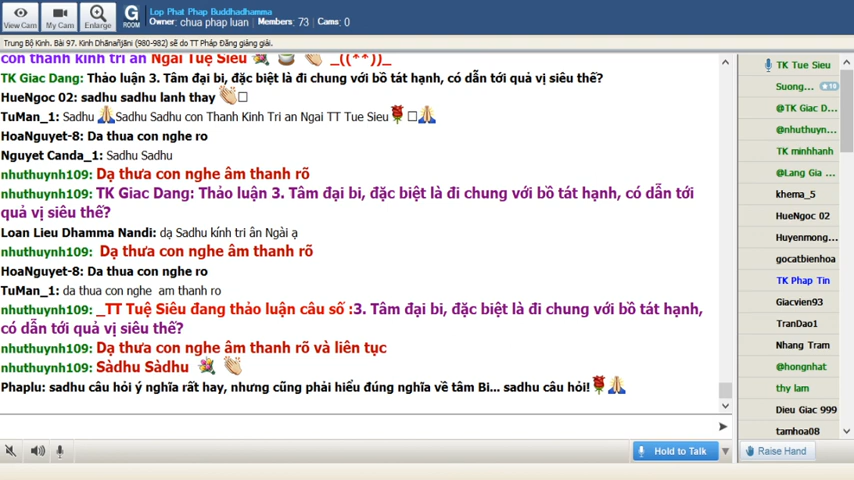 Lop Phat Phap Buddhadhamma
Owner: chua phap luan Members: 73 Cams: 0
View Cam
My Cam
Enlarge
G
ROOM
Trung Bộ Kinh. Bài 97. Kinh Dhānañjāni (980-982) sẽ do TT Pháp Đăng giảng giải.
con thanh kinh tri an Ngai Tuệ Siêu _((**))_
TK Giac Dang: Thảo luận 3. Tâm đại bi, đặc biệt là đi chung với bồ tát hạnh, có dẫn tới quả vị siêu thế?
HueNgoc 02: sadhu sadhu lanh thay
TuMan_1: Sadhu Sadhu Sadhu con Thanh Kinh Tri an Ngai TT Tue Sieu
HoaNguyet-8: Da thua con nghe ro
Nguyet Canda_1: Sadhu Sadhu
nhuthuynh109: Dạ thưa con nghe âm thanh rõ
nhuthuynh109: TK Giac Dang: Thảo luận 3. Tâm đại bi, đặc biệt là đi chung với bồ tát hạnh, có dẫn tới
quả vị siêu thế?
Loan Lieu Dhamma Nandi: dạ Sadhu kính tri ân Ngài ạ
nhuthuynh109: Dạ thưa con nghe âm thanh rõ
HoaNguyet-8: Da thua con nghe ro
TuMan_1: da thua con nghe am thanh ro
nhuthuynh109: _TT Tuệ Siêu đang thảo luận câu số :3. Tâm đại bi, đặc biệt là đi chung với bồ tát hạnh,
có dẫn tới quả vị siêu thế?
nhuthuynh109: Dạ thưa con nghe âm thanh rõ và liên tục
nhuthuynh109: Sàdhu Sàdhu
Phaplu: sadhu câu hỏi ý nghĩa rất hay, nhưng cũng phải hiểu đúng nghĩa về tâm Bi... sadhu câu hỏi!
Hold to Talk
TK Tue Sieu
Suong... 10
@TK Giac D...
@nhuthuyn...
TK minhhanh
@Lang Gia ...
khema_5
HueNgoc 02
Huyenmong...
gocatbienhoa
TK Phap Tin
Giacvien93
TranDao1
Nhang Tram
@hongnhat
thy lam
Dieu Giac 999
tamhoa08
Raise Hand